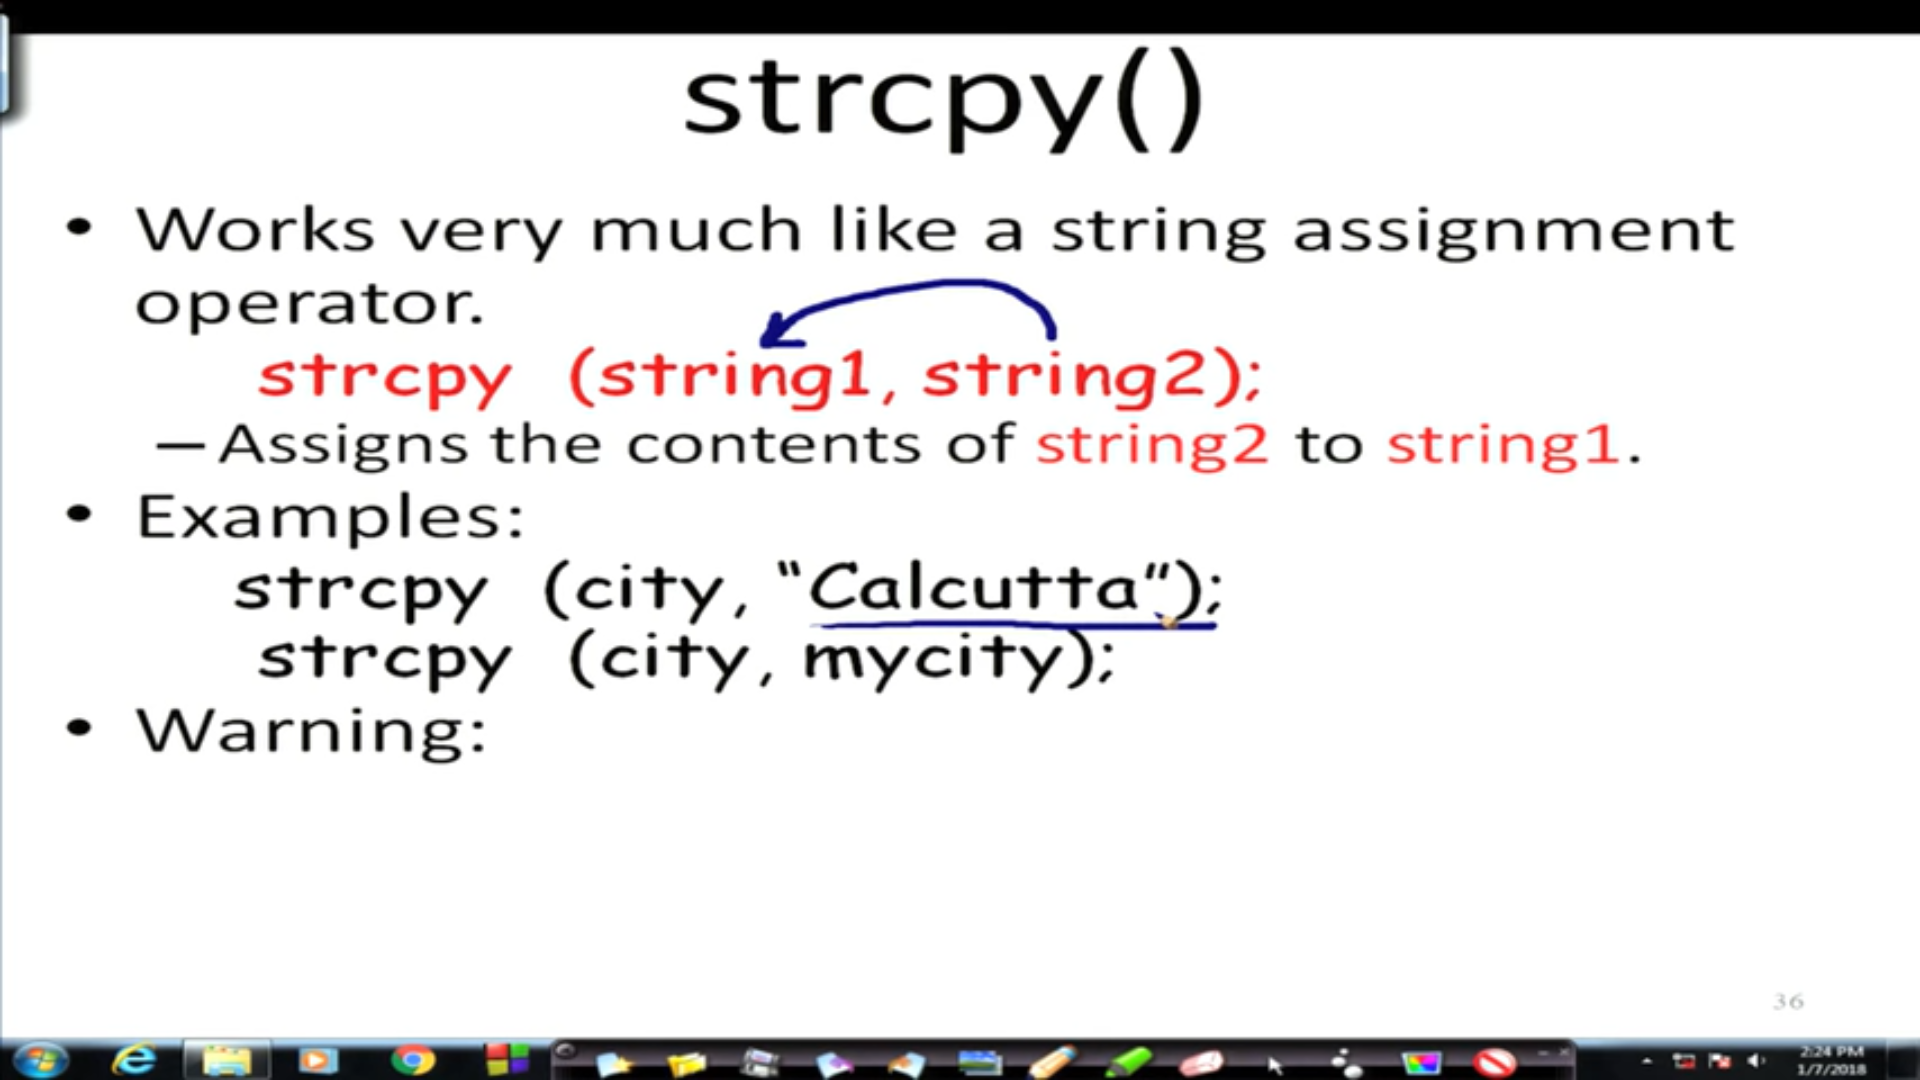 strcpy()
• Works very much like a string assignment
operator.
strcpy (string1, string2);
– Assigns the contents of string2 to string1.
• Examples:
strcpy (city, “Calcutta”);
strcpy (city, mycity);
• Warning:
36
2:24 PM
1/7/2018